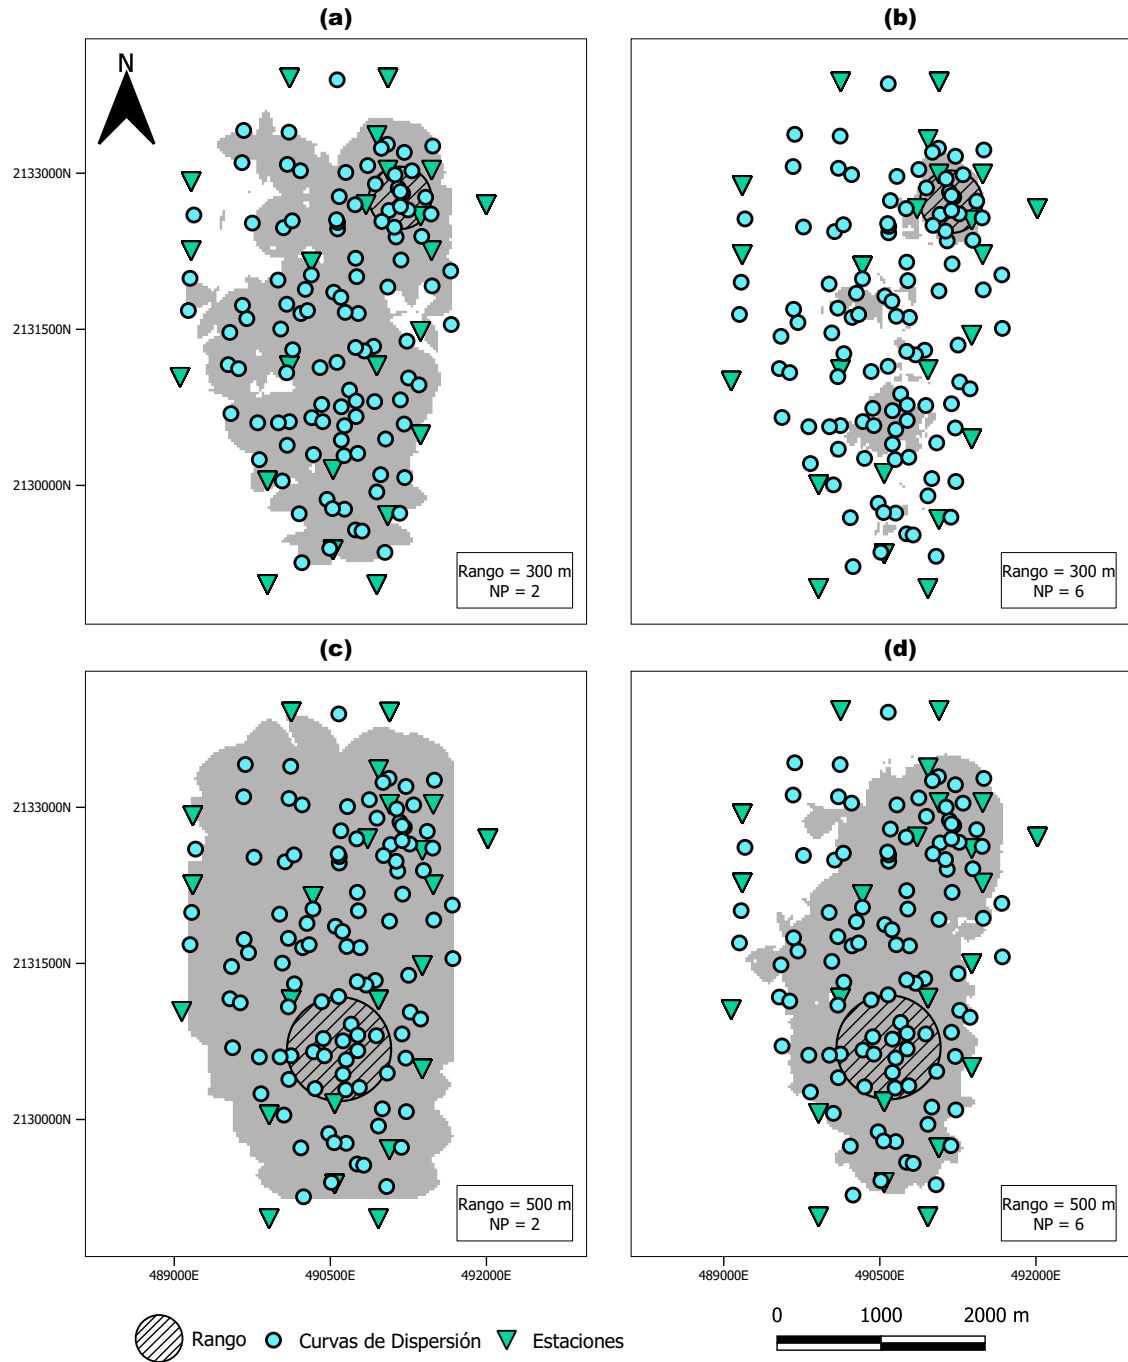 (a)
(b)
N
2133000N
2131500N
2130000N
Rango = 300 m
NP = 2
Rango = 300 m
NP = 6
(c)
(d)
2133000N
2131500N
2130000N
Rango = 500 m
NP = 2
Rango = 500 m
NP = 6
489000E 490500E 492000E
489000E 490500E 492000E
Rango Curvas de Dispersión Estaciones
0 1000 2000 m